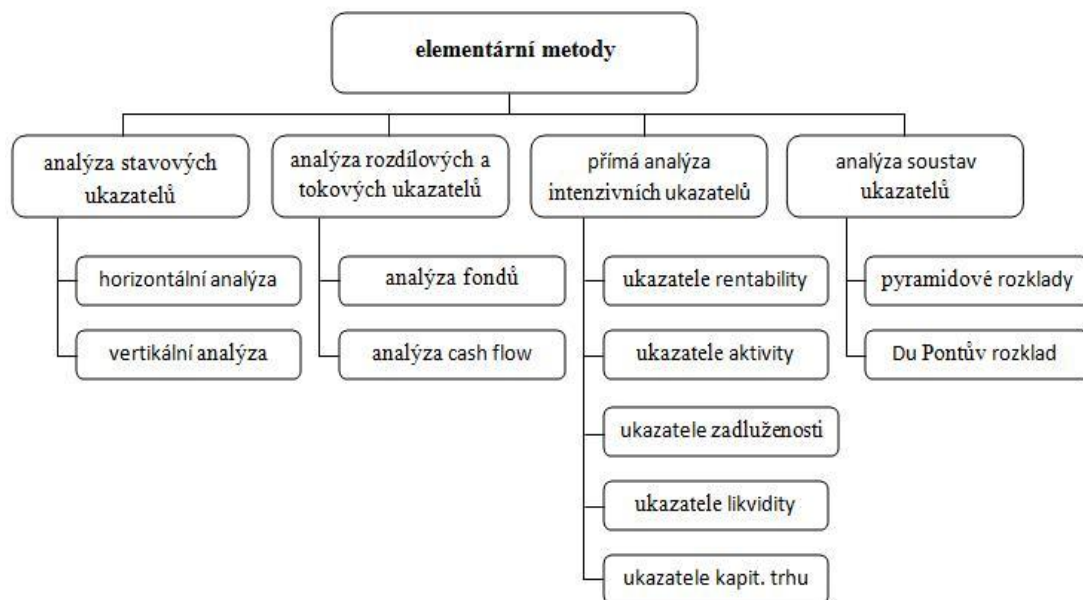 elementární metody
analýza stavových
ukazatelů
analýza rozdílových a
tokových ukazatelů
přímá analýza
intenzivních ukazatelů
analýza soustav
ukazatelů
horizontální analýza
vertikální analýza
analýza fondů
analýza cash flow
ukazatele rentability
ukazatele aktivity
ukazatele zadluženosti
ukazatele likvidity
ukazatele kapit. trhu
pyramidové rozklady
Du Pontův rozklad